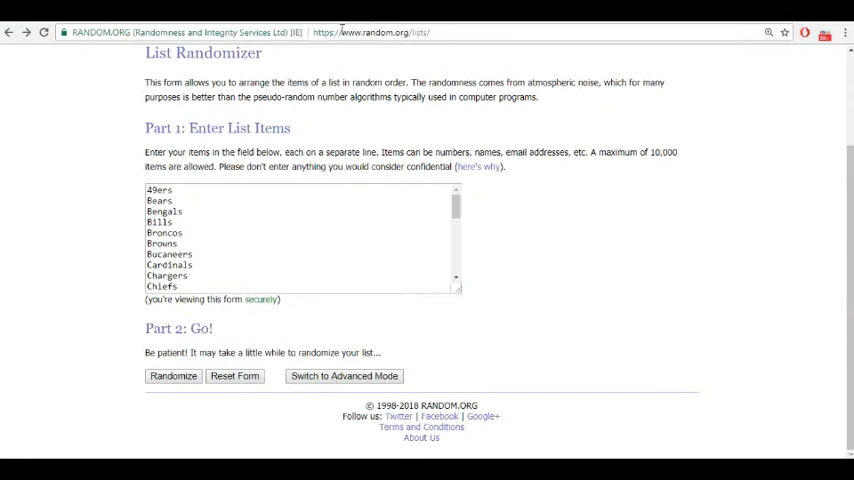 RANDOM.ORG (Randomness and Integrity Services Ltd) [IE] https://www.random.org/lists/
List Randomizer
This form allows you to arrange the items of a list in random order. The randomness comes from atmospheric noise, which for many
purposes is better than the pseudo-random number algorithms typically used in computer programs.
Part 1: Enter List Items
Enter your items in the field below, each on a separate line. Items can be numbers, names, email addresses, etc. A maximum of 10,000
items are allowed. Please don't enter anything you would consider confidential (here's why).
49ers
Bears
Bengals
Bills
Broncos
Browns
Bucaneers
Cardinals
Chargers
Chiefs
(you're viewing this form securely)
Part 2: Go!
Be patient! It may take a little while to randomize your list...
Randomize Reset Form Switch to Advanced Mode
© 1998-2018 RANDOM.ORG
Follow us: Twitter | Facebook | Google+
Terms and Conditions
About Us